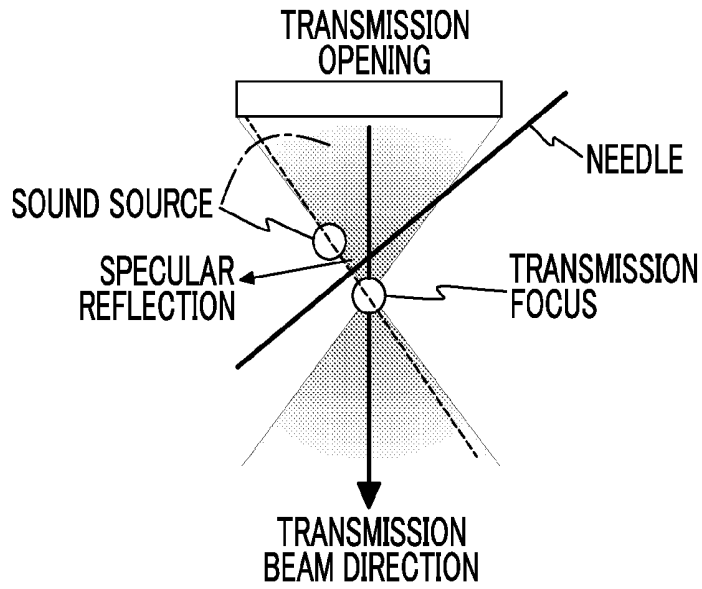 TRANSMISSION
OPENING
NEEDLE
SOUND SOURCE
SPECULAR
REFLECTION
TRANSMISSION
FOCUS
TRANSMISSION
BEAM DIRECTION